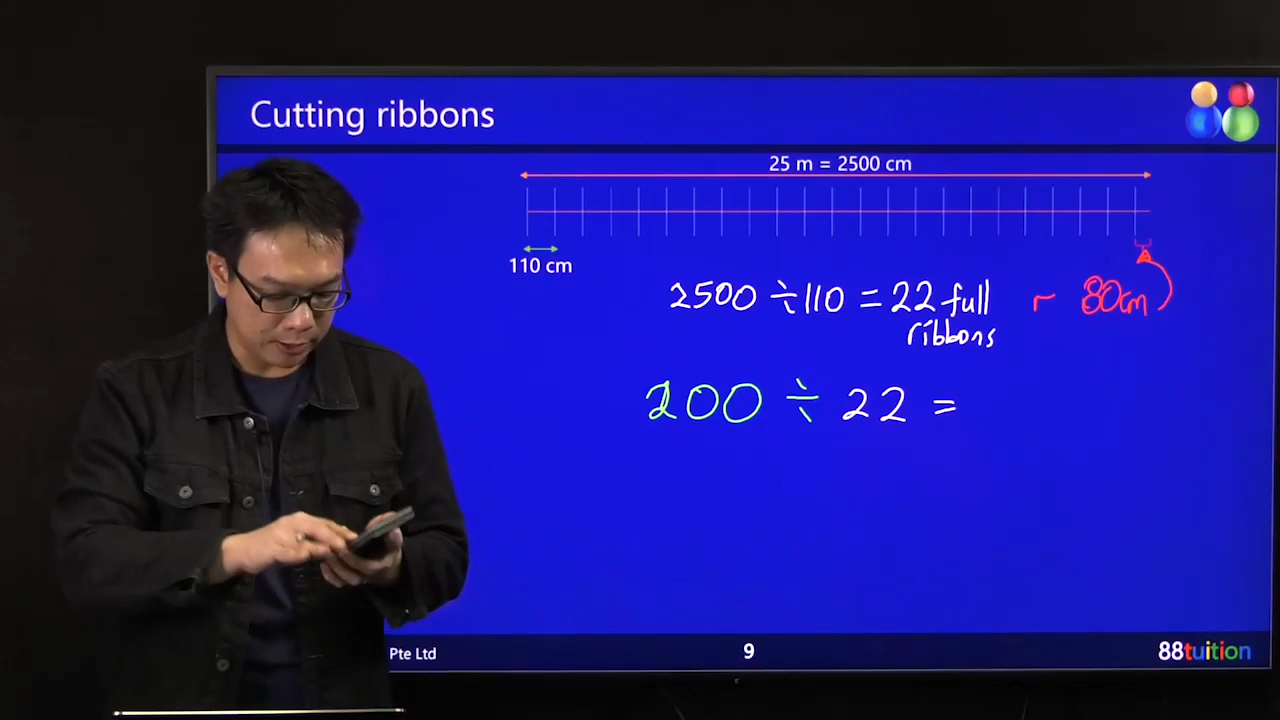 Cutting ribbons
25 m = 2500 cm
110 cm
2500 ÷ 110 = 22 full r 80cm
ribbons
200 ÷ 22 =
Pte Ltd 9 88tuition